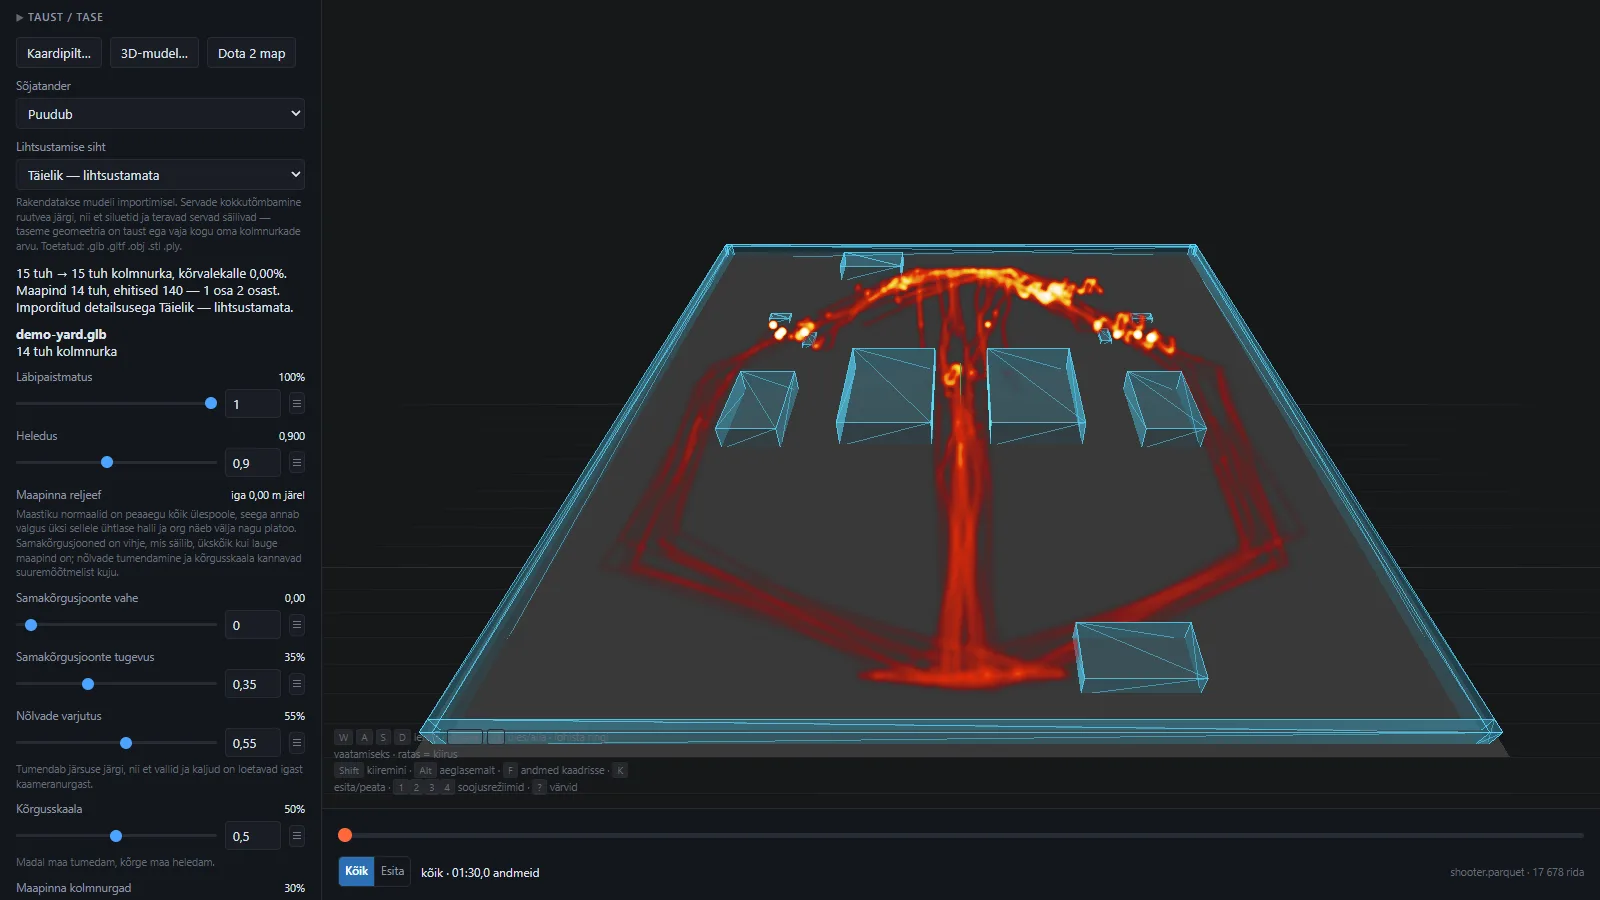 ▶ TAUST / TASE
Kaardipilt...
3D-mudel...
Dota 2 map
Sõjatander
Puudub
Lihtsustamise siht
Täielik — lihtsustamata
Rakendatakse mudeli importimisel. Servade kokkutõmbamine
ruutvea järgi, nii et siluetid ja teravad servad säilivad —
taseme geomeetria on taust ega vaja kogu oma kolmnurkade
arvu. Toetatud: .glb .gltf .obj .stl .ply.
15 tuh → 15 tuh kolmnurka, kõrvalekalle 0,00%.
Maapind 14 tuh, ehitised 140 — 1 osa 2 osast.
Imporditud detailsusega Täielik — lihtsustamata.
demo-yard.glb
14 tuh kolmnurka
Läbipaistmatus 100%
1
Heledus 0,900
0,9
Maapinna reljeef iga 0,00 m järel
Maastiku normaalid on peaaegu kõik ülespoole, seega annab
valgus üksi sellele ühtlase halli ja org näeb välja nagu platoo.
Samakõrgusjooned on vihje, mis säilib, ükskõik kui lauge
maapind on; nõlvade tumendamine ja kõrgusskaala kannavad
suuremõõtmelist kuju.
Samakõrgusjoonte vahe 0,00
0
Samakõrgusjoonte tugevus 35%
0,35
Nõlvade varjutus 55%
0,55
Tumendab järsuse järgi, nii et vallid ja kaljud on loetavad igast
kaameranurgast.
Kõrgusskaala 50%
0,5
Madal maa tumedam, kõrge maa heledam.
Maapinna kolmnurgad 30%
W A S D
vaatamiseks · ratas = kiirus
Shift kiiremini · Alt aeglasemalt · F andmed kaadrisse · K
esita/peata · 1 2 3 4 soojusrežiimid · ? värvid
Kõik Esita kõik · 01:30,0 andmeid
shooter.parquet · 17 678 rida